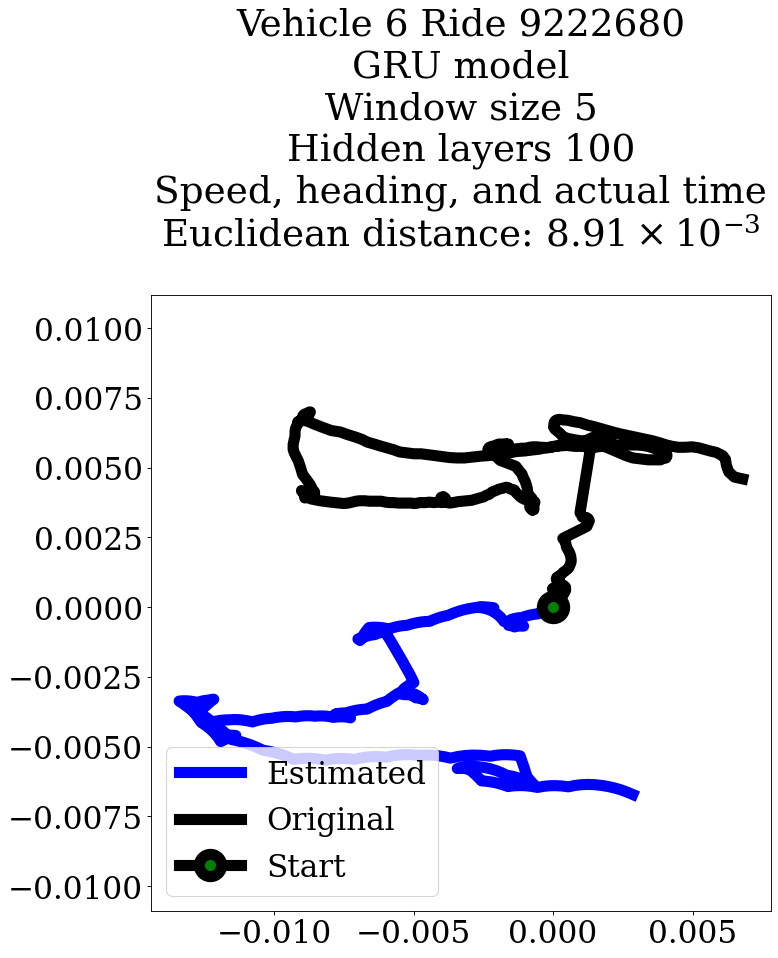 Vehicle 6 Ride 9222680
GRU model
Window size 5
Hidden layers 100
Speed, heading, and actual time
Euclidean distance: 8.91 × 10⁻³
0.0100
0.0075
0.0050
0.0025
0.0000
−0.0025
−0.0050
−0.0075
−0.0100
Estimated
Original
Start
−0.010 −0.005 0.000 0.005